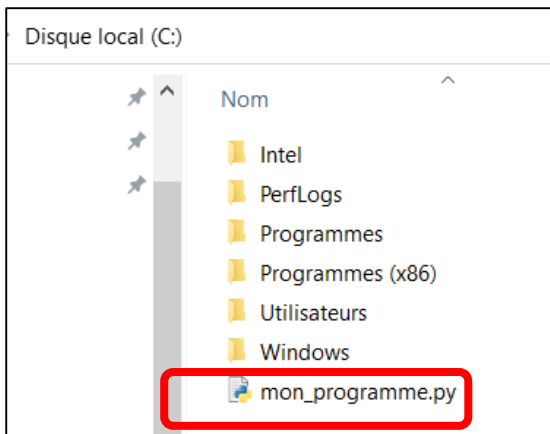 Disque local (C:)
Nom
Intel
PerfLogs
Programmes
Programmes (x86)
Utilisateurs
Windows
mon_programme.py